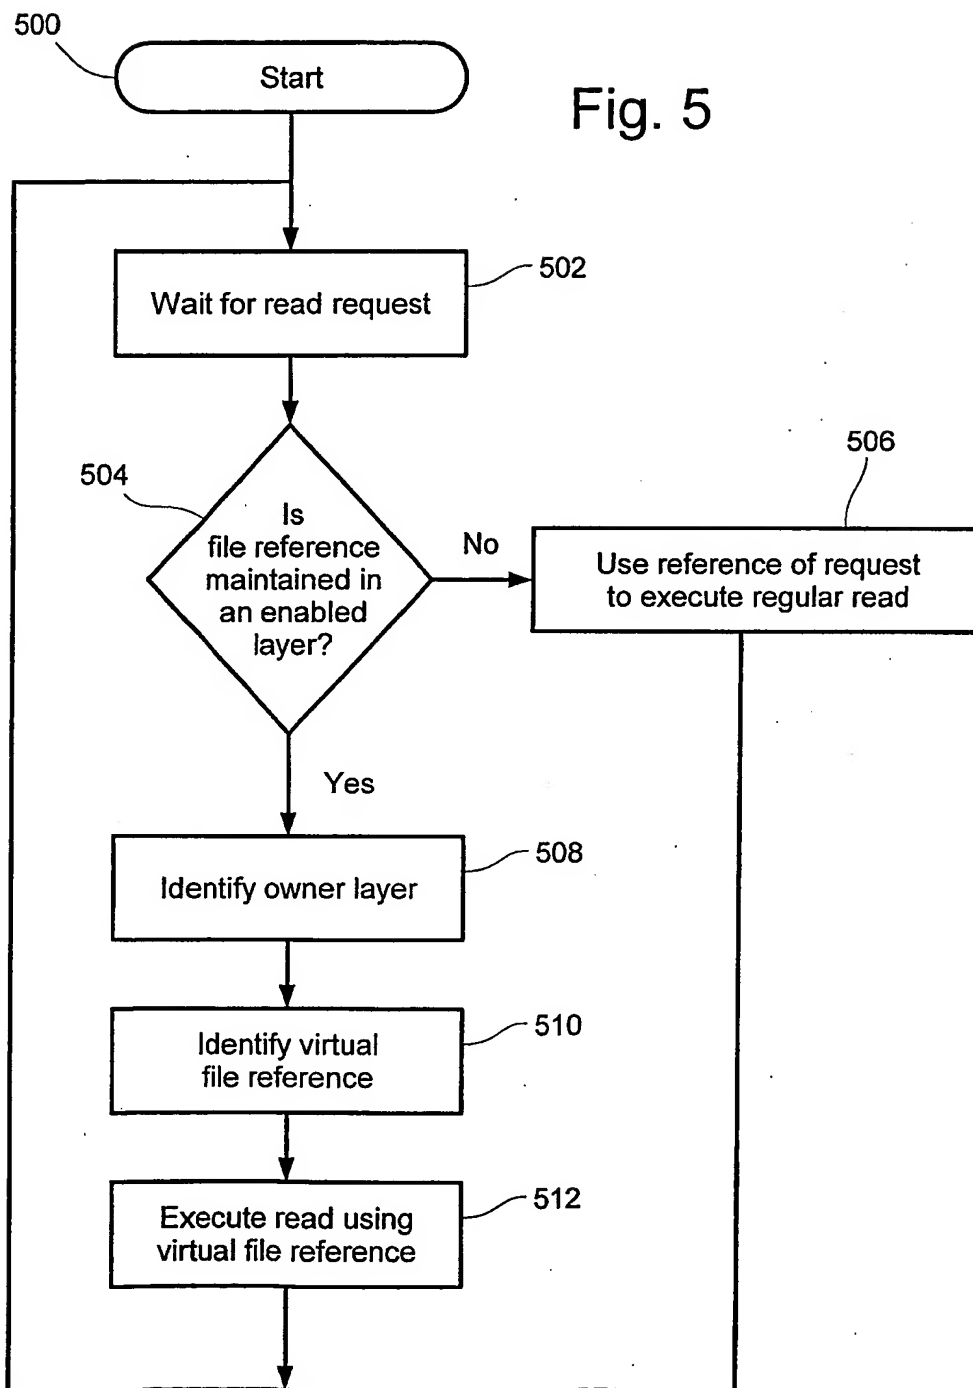 500
Start
Fig. 5
502
Wait for read request
504
Is
file reference
maintained in
an enabled
layer?
No
506
Use reference of request
to execute regular read
Yes
508
Identify owner layer
510
Identify virtual
file reference
512
Execute read using
virtual file reference